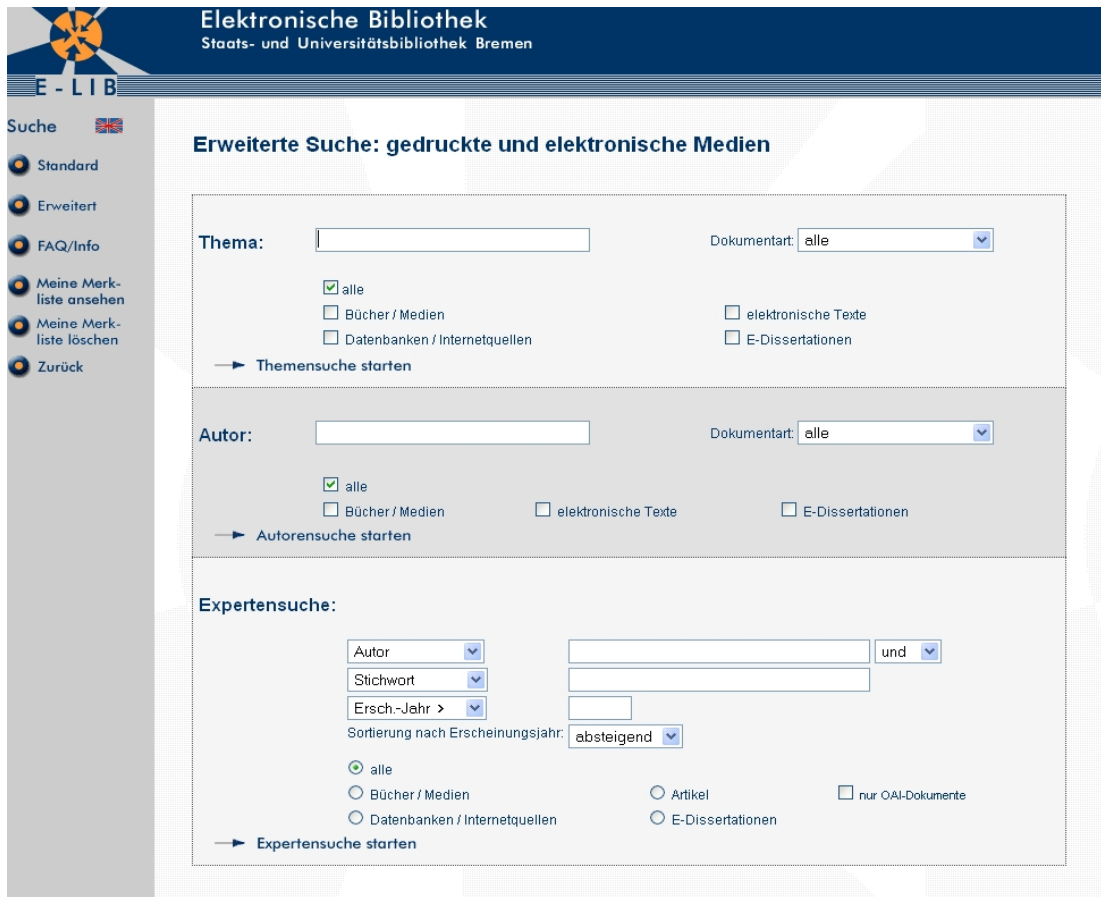 Elektronische Bibliothek
Staats- und Universitätsbibliothek Bremen
E-LIB
Suche
Standard
Erweitert
FAQ/Info
Meine Merk-
liste ansehen
Meine Merk-
liste löschen
Zurück
Erweiterte Suche: gedruckte und elektronische Medien
Thema: Dokumentart: alle
alle
Bücher / Medien elektronische Texte
Datenbanken / Internetquellen E-Dissertationen
Themensuche starten
Autor: Dokumentart: alle
alle
Bücher / Medien elektronische Texte E-Dissertationen
Autorensuche starten
Expertensuche:
Autor und
Stichwort
Ersch.-Jahr >
Sortierung nach Erscheinungsjahr: absteigend
alle
Bücher / Medien Artikel nur OAI-Dokumente
Datenbanken / Internetquellen E-Dissertationen
Expertensuche starten